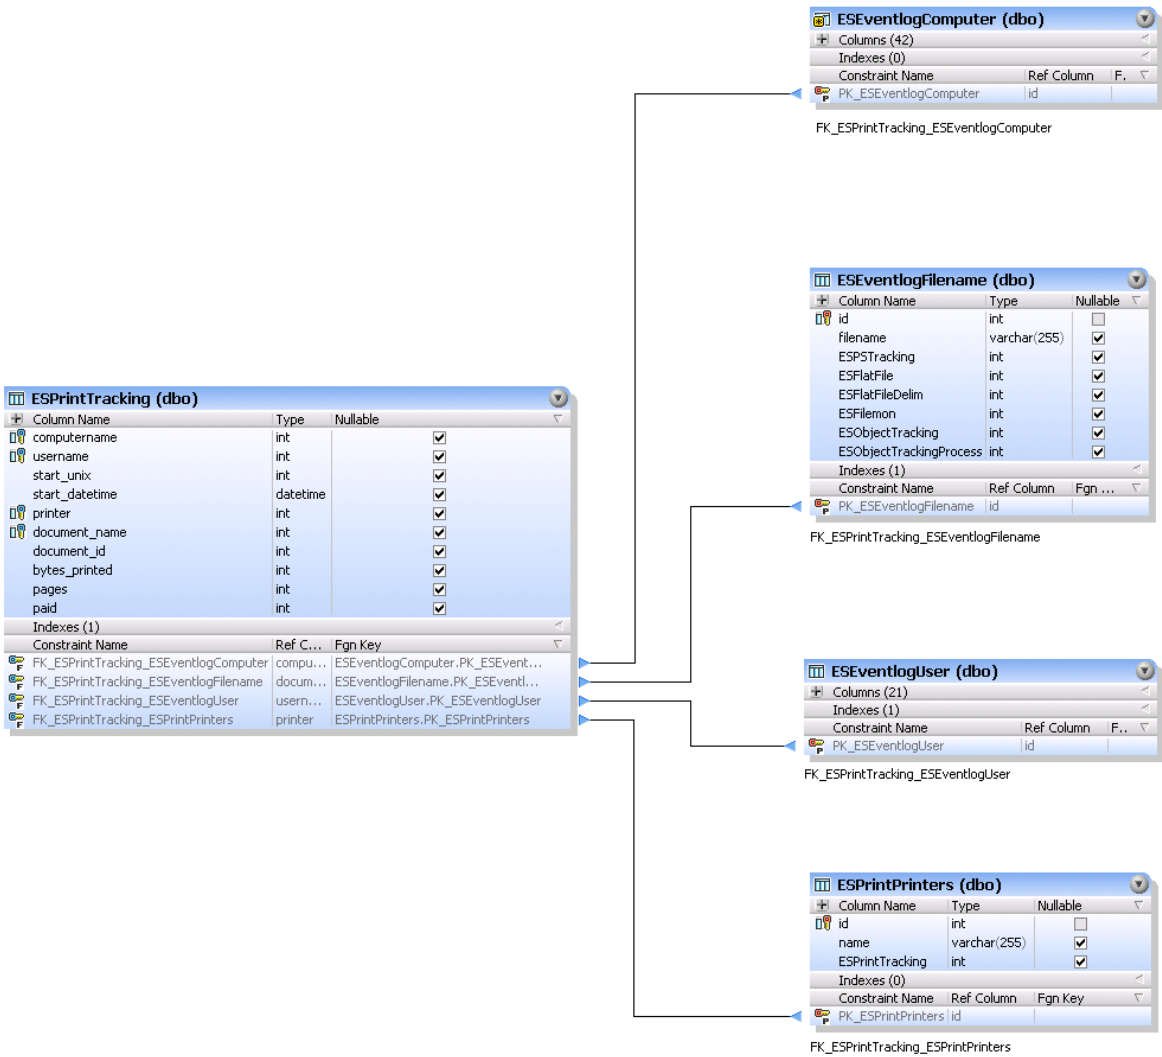 ESEventlogComputer (dbo)
Columns (42)
Indexes (0)
Constraint Name Ref Column F.
PK_ESEventlogComputer id
FK_ESPrintTracking_ESEventlogComputer
ESEventlogFilename (dbo)
Column Name Type Nullable
id int
filename varchar(255)
ESPSTracking int
ESFlatFile int
ESFlatFileDelim int
ESFilemon int
ESObjectTracking int
ESObjectTrackingProcess int
Indexes (1)
Constraint Name Ref Column Fgn ...
PK_ESEventlogFilename id
FK_ESPrintTracking_ESEventlogFilename
ESPrintTracking (dbo)
Column Name Type Nullable
computername int
username int
start_unix int
start_datetime datetime
printer int
document_name int
document_id int
bytes_printed int
pages int
paid int
Indexes (1)
Constraint Name Ref C... Fgn Key
FK_ESPrintTracking_ESEventlogComputer compu... ESEventlogComputer.PK_ESEvent...
FK_ESPrintTracking_ESEventlogFilename docum... ESEventlogFilename.PK_ESEventl...
FK_ESPrintTracking_ESEventlogUser usern... ESEventlogUser.PK_ESEventlogUser
FK_ESPrintTracking_ESPrintPrinters printer ESPrintPrinters.PK_ESPrintPrinters
ESEventlogUser (dbo)
Columns (21)
Indexes (1)
Constraint Name Ref Column F..
PK_ESEventlogUser id
FK_ESPrintTracking_ESEventlogUser
ESPrintPrinters (dbo)
Column Name Type Nullable
id int
name varchar(255)
ESPrintTracking int
Indexes (0)
Constraint Name Ref Column Fgn Key
PK_ESPrintPrinters id
FK_ESPrintTracking_ESPrintPrinters